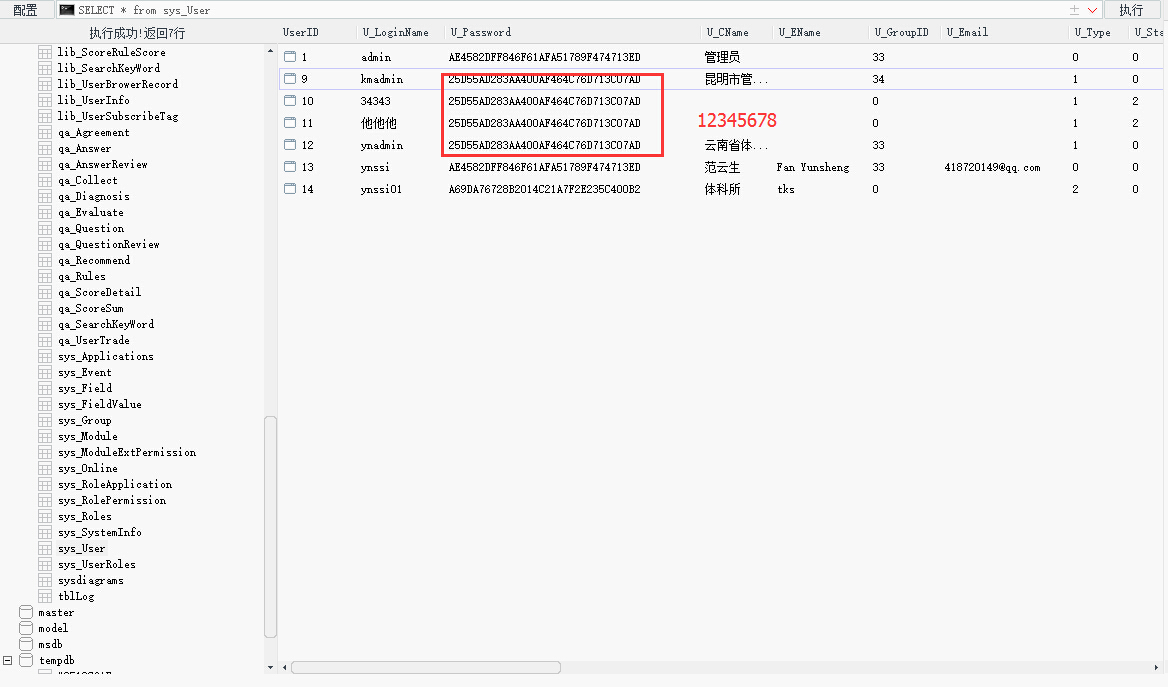 配置 SELECT * from sys_User 执行
执行成功!返回7行
UserID U_LoginName U_Password U_CName U_EName U_GroupID U_Email U_Type U_Sta
1 admin AE4582DFF846F61AFA51789F474713ED 管理员 33 0 0
9 kmadmin 25D55AD283AA400AF464C76D713C07AD 昆明市管... 34 1 0
10 34343 25D55AD283AA400AF464C76D713C07AD 0 1 2
11 他他他 25D55AD283AA400AF464C76D713C07AD 0 1 2
12345678
12 ynadmin 25D55AD283AA400AF464C76D713C07AD 云南省体... 33 1 0
13 ynssi AE4582DFF846F61AFA51789F474713ED 范云生 Fan Yunsheng 33 418720149@qq.com 0 0
14 ynssi01 A69DA76728B2014C21A7F2E235C400B2 体科所 tks 0 2 0
lib_ScoreRuleScore
lib_SearchKeyWord
lib_UserBrowerRecord
lib_UserInfo
lib_UserSubscribeTag
qa_Agreement
qa_Answer
qa_AnswerReview
qa_Collect
qa_Diagnosis
qa_Evaluate
qa_Question
qa_QuestionReview
qa_Recommend
qa_Rules
qa_ScoreDetail
qa_ScoreSum
qa_SearchKeyWord
qa_UserTrade
sys_Applications
sys_Event
sys_Field
sys_FieldValue
sys_Group
sys_Module
sys_ModuleExtPermission
sys_Online
sys_RoleApplication
sys_RolePermission
sys_Roles
sys_SystemInfo
sys_User
sys_UserRoles
sysdiagrams
tblLog
master
model
msdb
tempdb